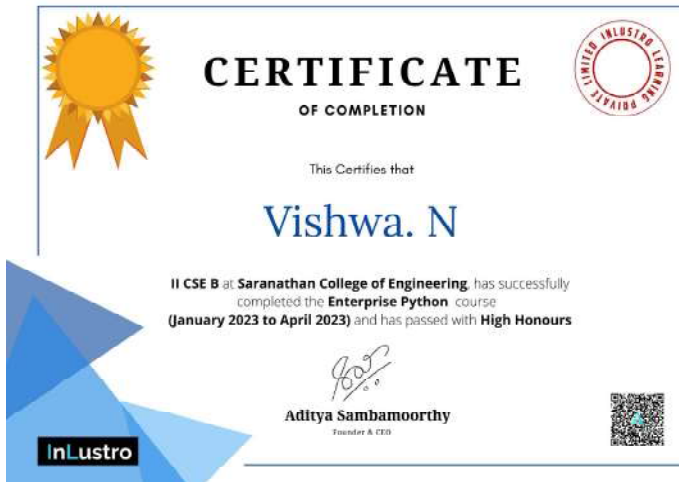 CERTIFICATE
OF COMPLETION
INLUSTRO LEARNING PRIVATE LIMITED
This Certifies that
Vishwa. N
II CSE B at Saranathan College of Engineering, has successfully
completed the Enterprise Python course
(January 2023 to April 2023) and has passed with High Honours
Aditya Sambamoorthy
Founder & CEO
InLustro